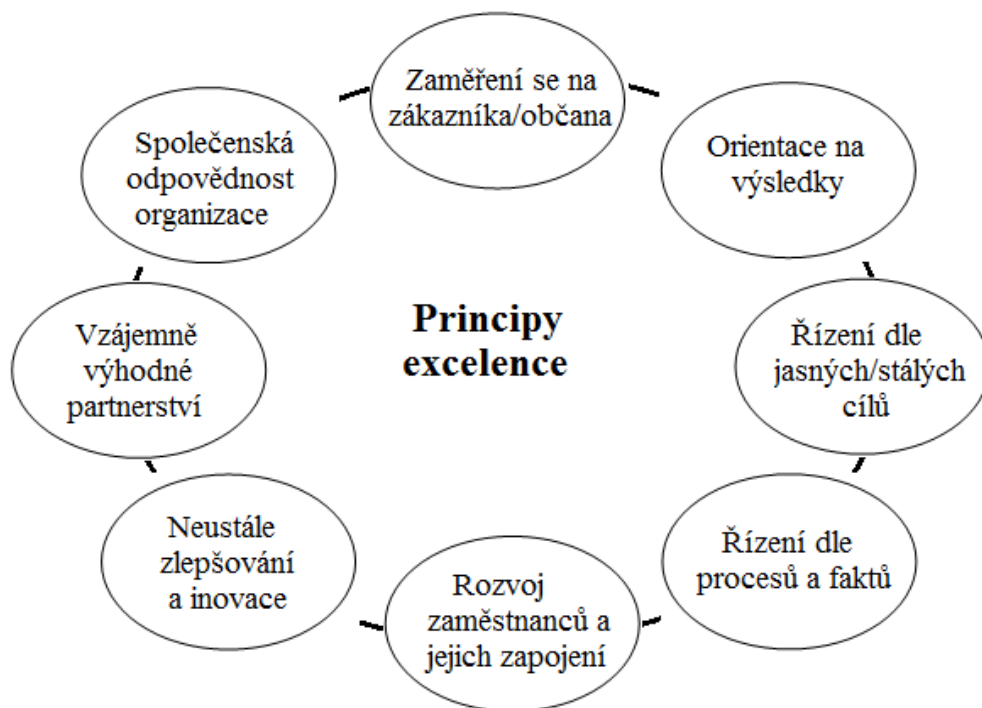 Zaměření se na
zákazníka/občana
Orientace na
výsledky
Řízení dle
jasných/stálých
cílů
Řízení dle
procesů a faktů
Rozvoj
zaměstnanců a
jejich zapojení
Neustále
zlepšování
a inovace
Vzájemně
výhodné
partnerství
Společenská
odpovědnost
organizace
Principy
excelence